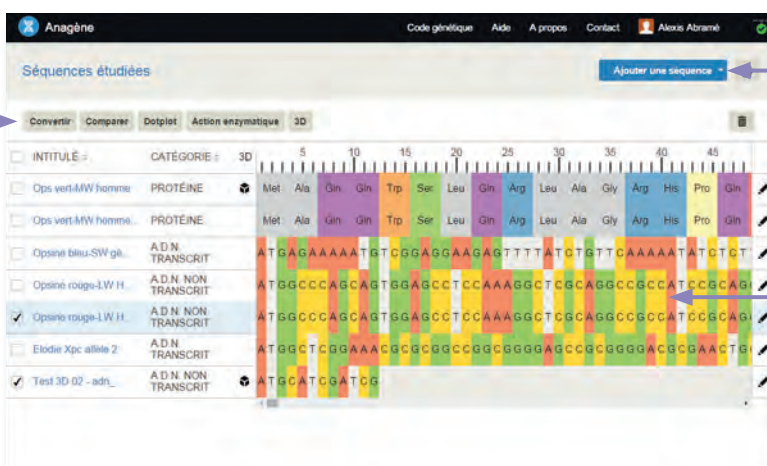 Anagène Code génétique Aide A propos Contact Alexis Abramé
Séquences étudiées Ajouter une séquence
Convertir Comparer Dotplot Action enzymatique 3D
INTITULÉ CATÉGORIE 3D 5 10 15 20 25 30 35 40 45
Ops vert-MW homme PROTÉINE Met Ala Gln Gln Trp Ser Leu Gln Arg Leu Ala Gly Arg His Pro Gln
Ops vert-MW homme... PROTÉINE Met Ala Gln Gln Trp Ser Leu Gln Arg Leu Ala Gly Arg His Pro Gln
Opsine bleu-SW gè... A.D.N. TRANSCRIT ATGAGAAAAATGTCGGAGGAAGAGTTTTATCTGTTCAAAAATATCTCT
Opsine rouge-LW H... A.D.N. NON TRANSCRIT ATGGCCCAGCAGTGGAGCCTCCAAAGGCTCGCAGGCCGCCATCCGCAG
Opsine rouge-LW H... A.D.N. NON TRANSCRIT ATGGCCCAGCAGTGGAGCCTCCAAAGGCTCGCAGGCCGCCATCCGCAG
Elodie Xpc allèle 2 A.D.N. TRANSCRIT ATGGCTCGGAAACGCGCGGCCGGCGGGGAGCCGCGGGGACGCGAACTG
Test 3D 02 - adn_ A.D.N. NON TRANSCRIT ATGCATCGATCG